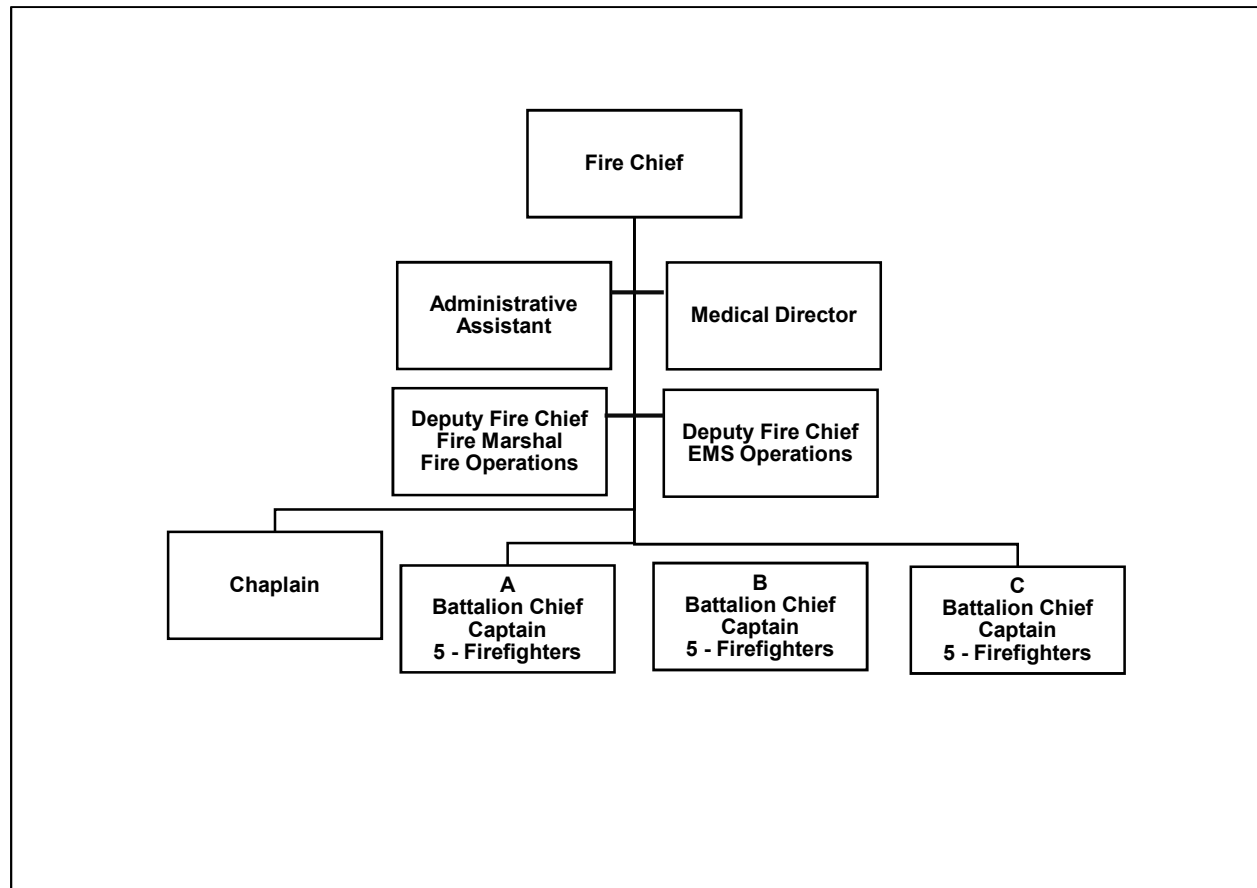 Fire Chief
Administrative
Assistant
Medical Director
Deputy Fire Chief
Fire Marshal
Fire Operations
Deputy Fire Chief
EMS Operations
Chaplain
A
Battalion Chief
Captain
5 - Firefighters
B
Battalion Chief
Captain
5 - Firefighters
C
Battalion Chief
Captain
5 - Firefighters